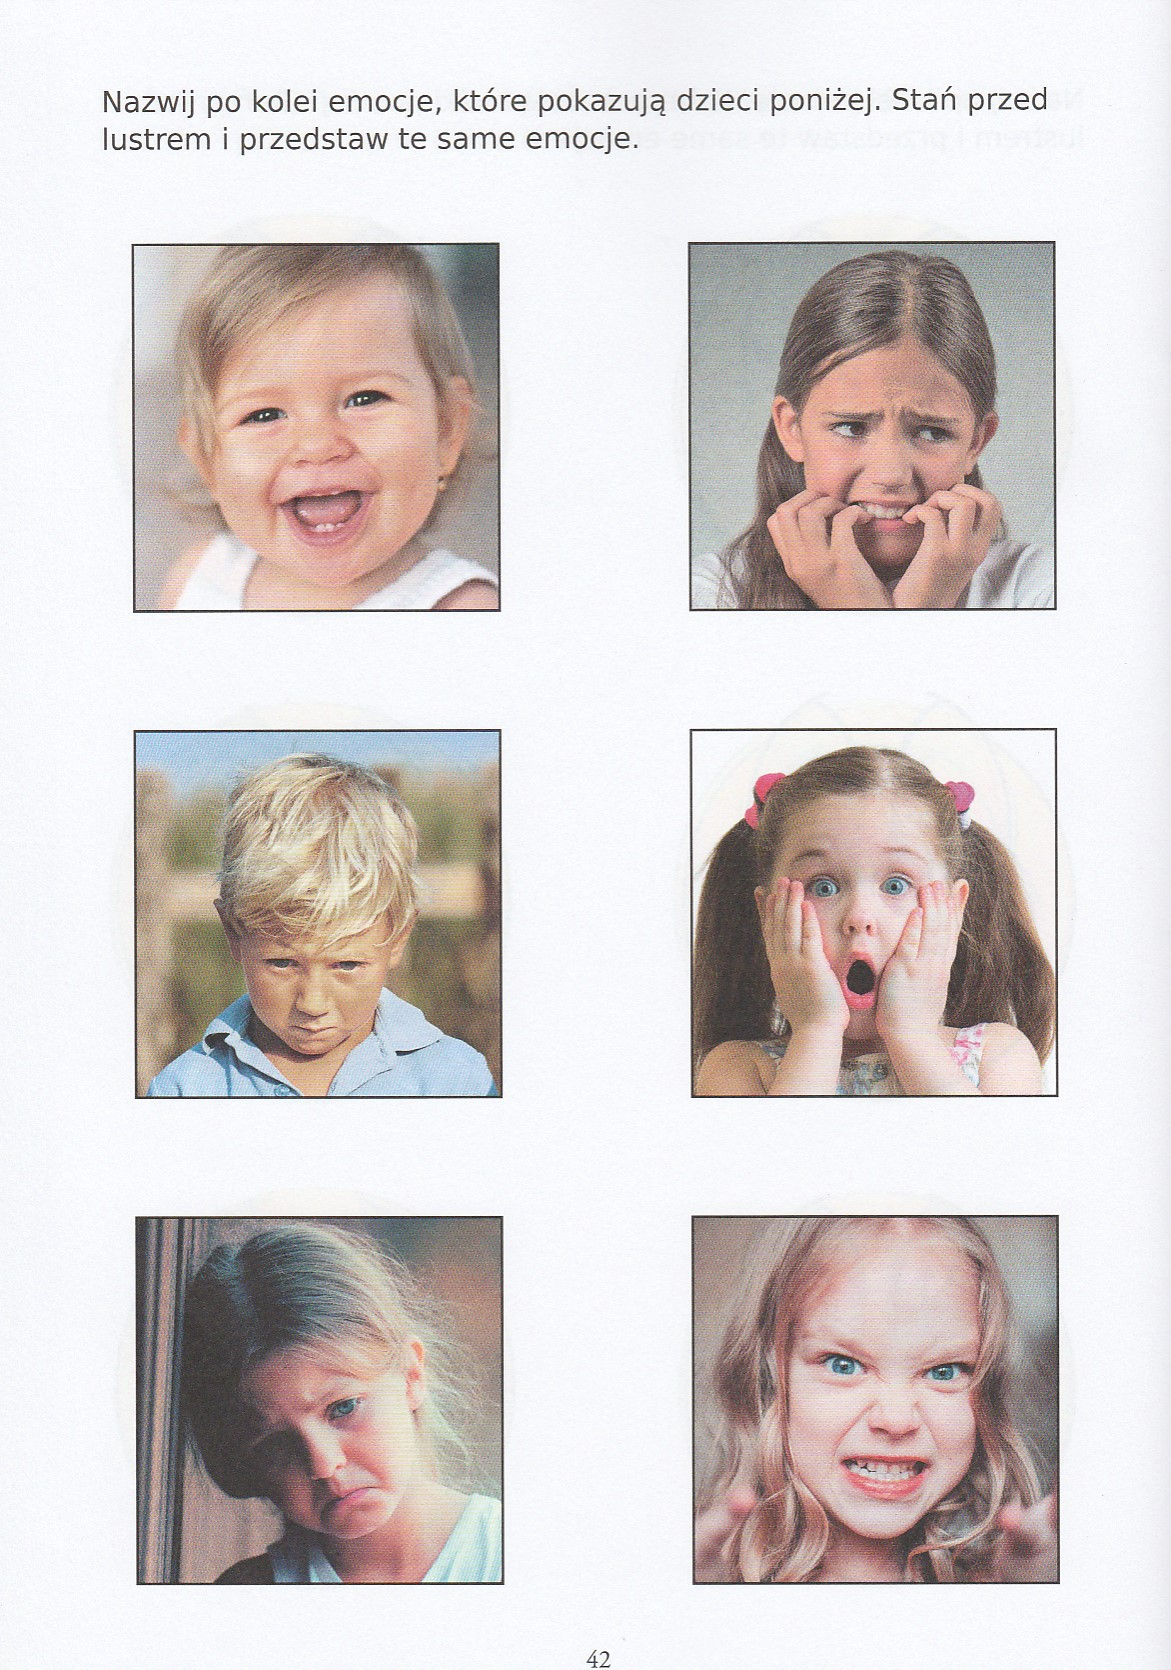 Nazwij po kolei emocje, które pokazują dzieci poniżej. Stań przed
lustrem i przedstaw te same emocje.
42